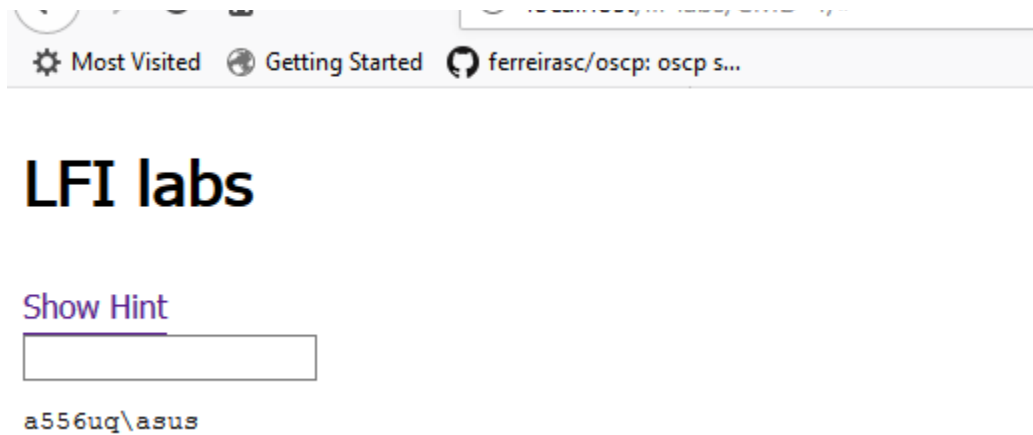 Most Visited Getting Started ferreirasc/oscp: oscp s...
LFI labs
Show Hint
a556uq\asus